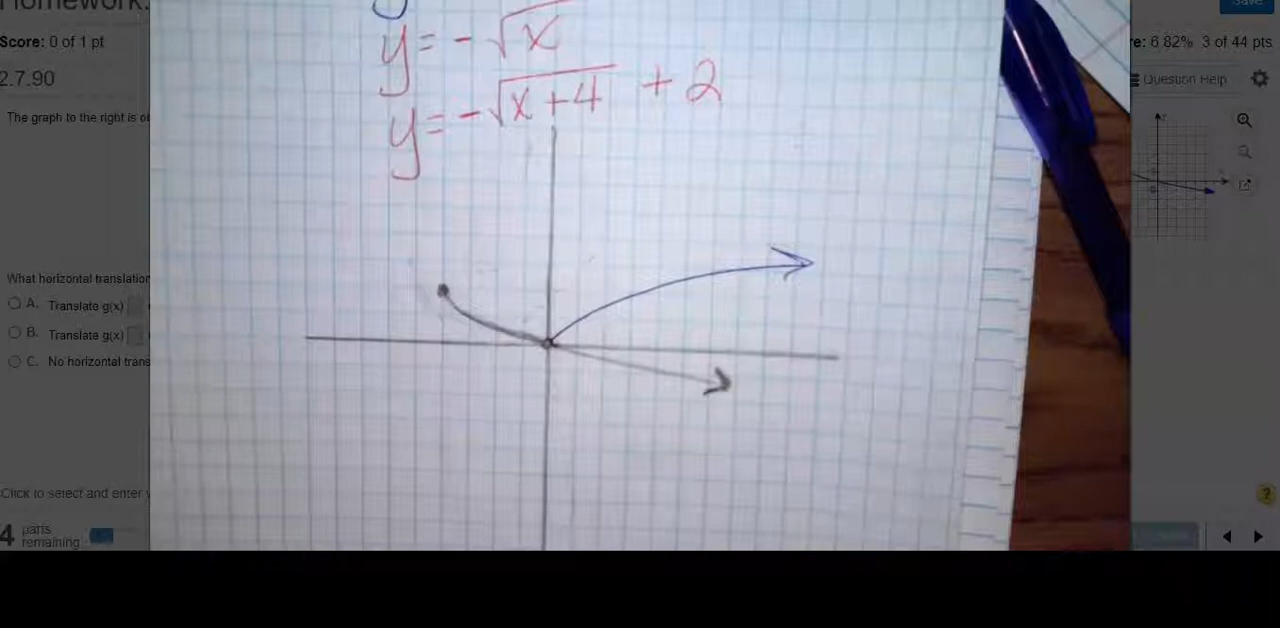 Homework:
Save
Score: 0 of 1 pt
re: 6.82% 3 of 44 pts
2.7.90
Question Help
The graph to the right is
y = -√x
y = -√(x+4) + 2
What horizontal translation
A. Translate g(x)
B. Translate g(x)
C. No horizontal trans
Click to select and enter
4 parts remaining
?